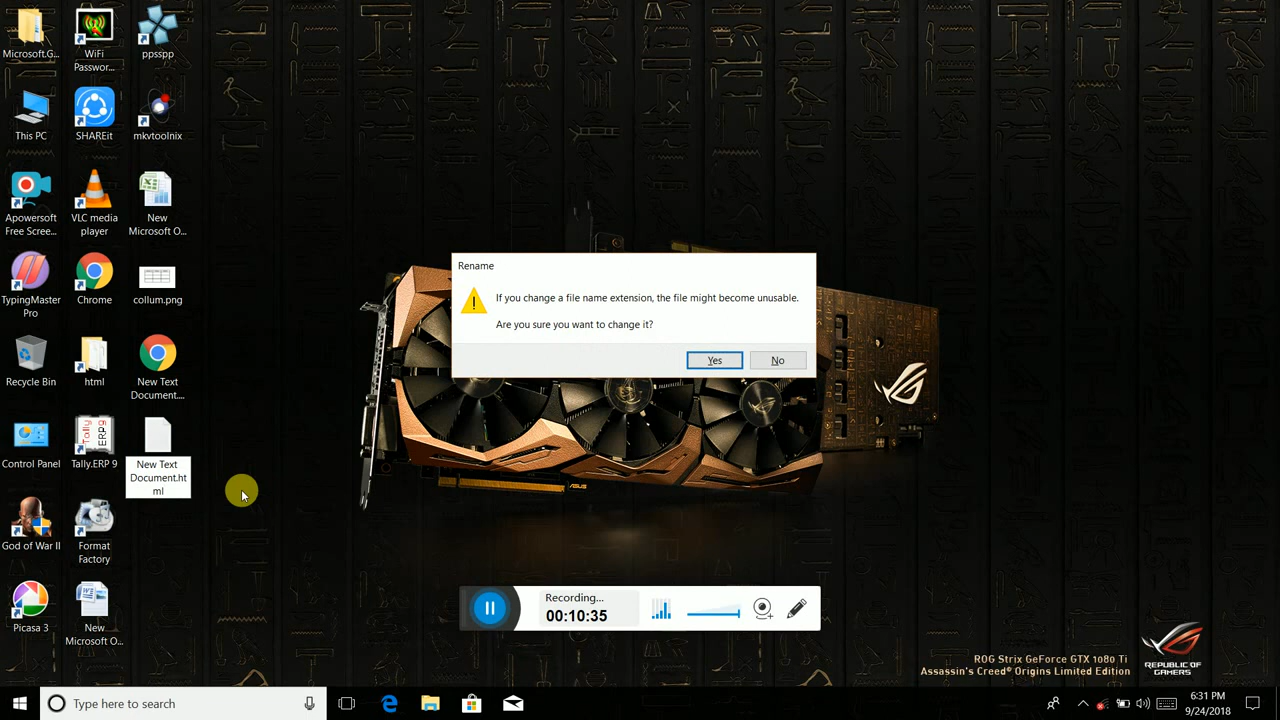 Microsoft.G...
WiFi
Passwor...
ppsspp
This PC
SHAREit
mkvtoolnix
Apowersoft
Free Scree...
VLC media
player
New
Microsoft O...
TypingMaster
Pro
Chrome
collum.png
Recycle Bin
html
New Text
Document....
Control Panel
Tally.ERP 9
New Text
Document.ht
ml
God of War II
Format
Factory
Picasa 3
New
Microsoft O...
Rename
If you change a file name extension, the file might become unusable.
Are you sure you want to change it?
Yes
No
Recording...
00:10:35
ROG Strix GeForce GTX 1080 Ti
Assassin's Creed® Origins Limited Edition
REPUBLIC OF
GAMERS
Type here to search
6:31 PM
9/24/2018